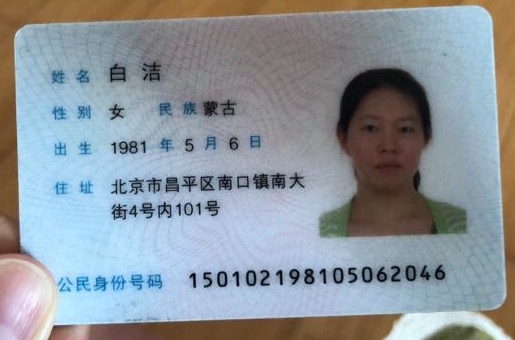 姓名 白洁
性别 女 民族 蒙古
出生 1981 年 5 月 6 日
住址 北京市昌平区南口镇南大
街4号内101号
公民身份号码 150102198105062046